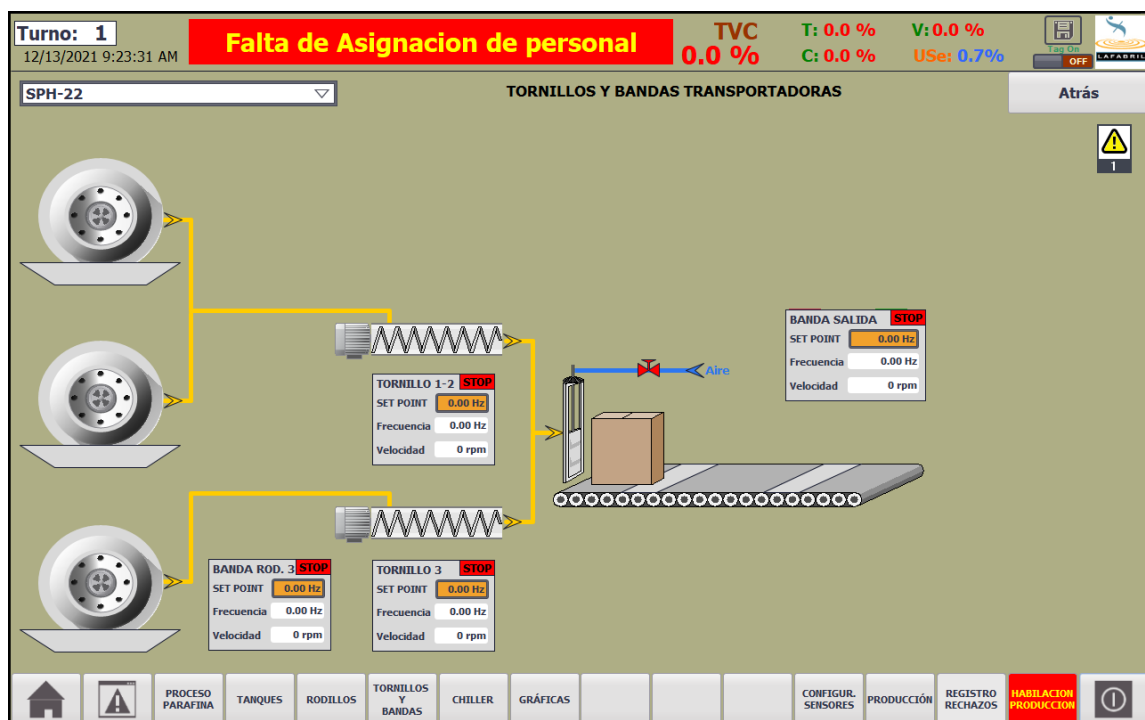 Turno: 1
12/13/2021 9:23:31 AM
Falta de Asignacion de personal
TVC
0.0 %
T: 0.0 %
V: 0.0 %
C: 0.0 %
USe: 0.7%
Tag On
OFF
LAFABRIL
SPH-22
TORNILLOS Y BANDAS TRANSPORTADORAS
Atrás
1
BANDA SALIDA STOP
SET POINT 0.00 Hz
Frecuencia 0.00 Hz
Velocidad 0 rpm
Aire
TORNILLO 1-2 STOP
SET POINT 0.00 Hz
Frecuencia 0.00 Hz
Velocidad 0 rpm
BANDA ROD. 3 STOP
SET POINT 0.00 Hz
Frecuencia 0.00 Hz
Velocidad 0 rpm
TORNILLO 3 STOP
SET POINT 0.00 Hz
Frecuencia 0.00 Hz
Velocidad 0 rpm
PROCESO
PARAFINA
TANQUES
RODILLOS
TORNILLOS
Y
BANDAS
CHILLER
GRÁFICAS
CONFIGUR.
SENSORES
PRODUCCIÓN
REGISTRO
RECHAZOS
HABILACION
PRODUCCION